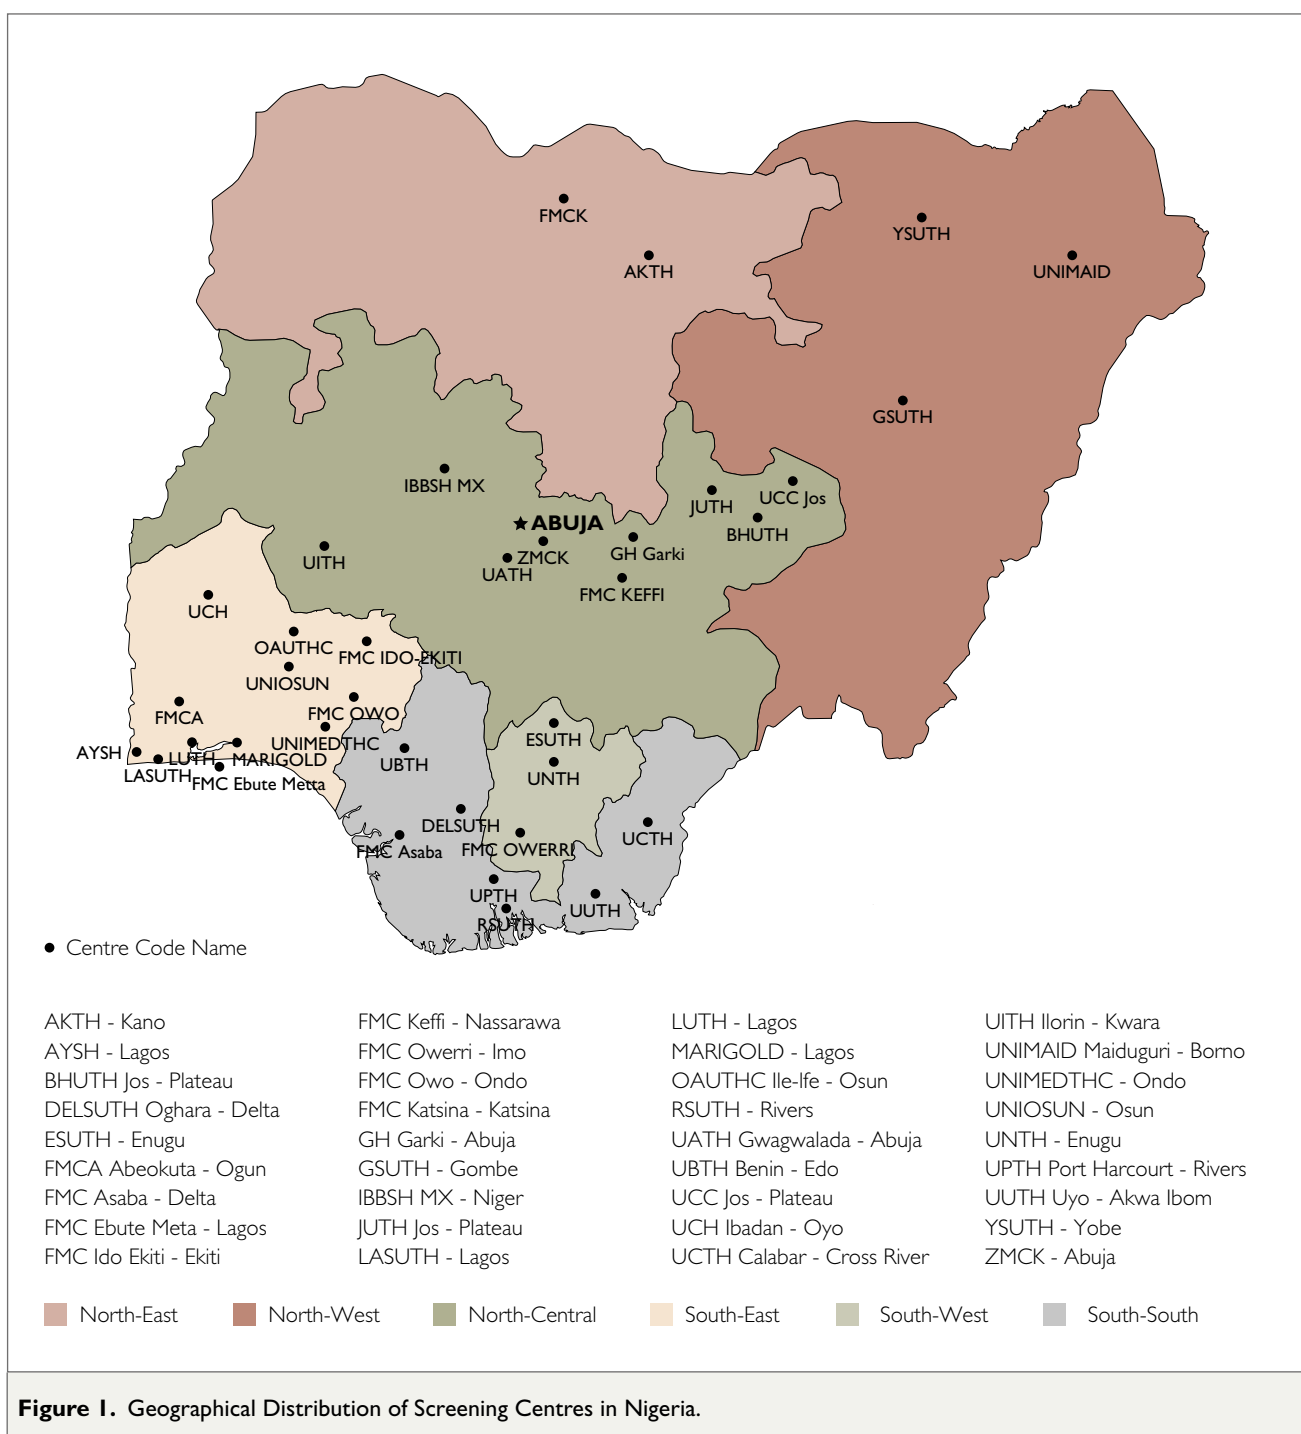 FMCK
YSUTH
AKTH
UNIMAID
GSUTH
IBBSH MX
UCC Jos
JUTH
ABUJA
BHUTH
GH Garki
ZMCK
UITH
UATH
FMC KEFFI
UCH
OAUTHC
FMC IDO-EKITI
UNIOSUN
FMCA
FMC OWO
ESUTH
UNIMEDTHC
AYSH
LUTH
MARIGOLD
UBTH
LASUTH
FMC Ebute Metta
UNTH
DELSUTH
UCTH
FMC Asaba
FMC OWERRI
UPTH
UUTH
RSUTH
Centre Code Name
AKTH - Kano
AYSH - Lagos
BHUTH Jos - Plateau
DELSUTH Oghara - Delta
ESUTH - Enugu
FMCA Abeokuta - Ogun
FMC Asaba - Delta
FMC Ebute Meta - Lagos
FMC Ido Ekiti - Ekiti
FMC Keffi - Nassarawa
FMC Owerri - Imo
FMC Owo - Ondo
FMC Katsina - Katsina
GH Garki - Abuja
GSUTH - Gombe
IBBSH MX - Niger
JUTH Jos - Plateau
LASUTH - Lagos
LUTH - Lagos
MARIGOLD - Lagos
OAUTHC Ile-Ife - Osun
RSUTH - Rivers
UATH Gwagwalada - Abuja
UBTH Benin - Edo
UCC Jos - Plateau
UCH Ibadan - Oyo
UCTH Calabar - Cross River
UITH Ilorin - Kwara
UNIMAID Maiduguri - Borno
UNIMEDTHC - Ondo
UNIOSUN - Osun
UNTH - Enugu
UPTH Port Harcourt - Rivers
UUTH Uyo - Akwa Ibom
YSUTH - Yobe
ZMCK - Abuja
North-East North-West North-Central South-East South-West South-South
Figure 1. Geographical Distribution of Screening Centres in Nigeria.